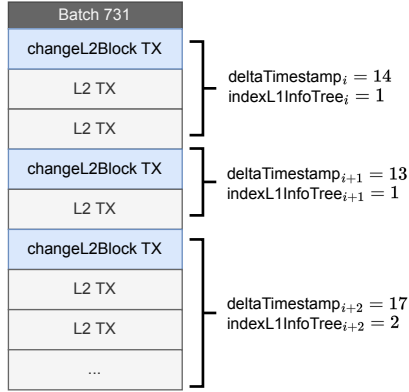 Batch 731
changeL2Block TX
L2 TX
L2 TX
deltaTimestamp_i = 14
indexL1InfoTree_i = 1
changeL2Block TX
L2 TX
deltaTimestamp_{i+1} = 13
indexL1InfoTree_{i+1} = 1
changeL2Block TX
L2 TX
L2 TX
...
deltaTimestamp_{i+2} = 17
indexL1InfoTree_{i+2} = 2